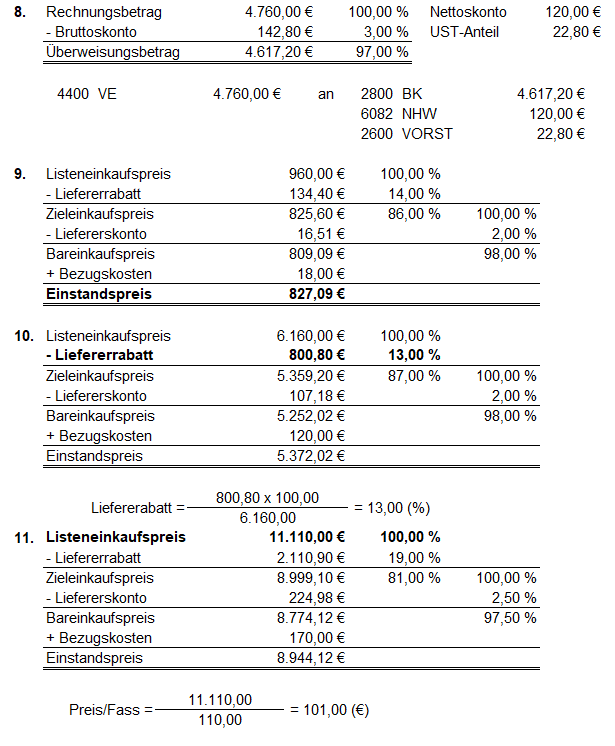 8. Rechnungsbetrag 4.760,00 € 100,00 % Nettoskonto 120,00 €
- Bruttoskonto 142,80 € 3,00 % UST-Anteil 22,80 €
Überweisungsbetrag 4.617,20 € 97,00 %
4400 VE 4.760,00 € an 2800 BK 4.617,20 €
6082 NHW 120,00 €
2600 VORST 22,80 €
9. Listeneinkaufspreis 960,00 € 100,00 %
- Liefererrabatt 134,40 € 14,00 %
Zieleinkaufspreis 825,60 € 86,00 % 100,00 %
- Liefererskonto 16,51 € 2,00 %
Bareinkaufspreis 809,09 € 98,00 %
+ Bezugskosten 18,00 €
Einstandspreis 827,09 €
10. Listeneinkaufspreis 6.160,00 € 100,00 %
- Liefererrabatt 800,80 € 13,00 %
Zieleinkaufspreis 5.359,20 € 87,00 % 100,00 %
- Liefererskonto 107,18 € 2,00 %
Bareinkaufspreis 5.252,02 € 98,00 %
+ Bezugskosten 120,00 €
Einstandspreis 5.372,02 €
800,80 x 100,00
Liefererabatt = = 13,00 (%)
6.160,00
11. Listeneinkaufspreis 11.110,00 € 100,00 %
- Liefererrabatt 2.110,90 € 19,00 %
Zieleinkaufspreis 8.999,10 € 81,00 % 100,00 %
- Liefererskonto 224,98 € 2,50 %
Bareinkaufspreis 8.774,12 € 97,50 %
+ Bezugskosten 170,00 €
Einstandspreis 8.944,12 €
11.110,00
Preis/Fass = = 101,00 (€)
110,00